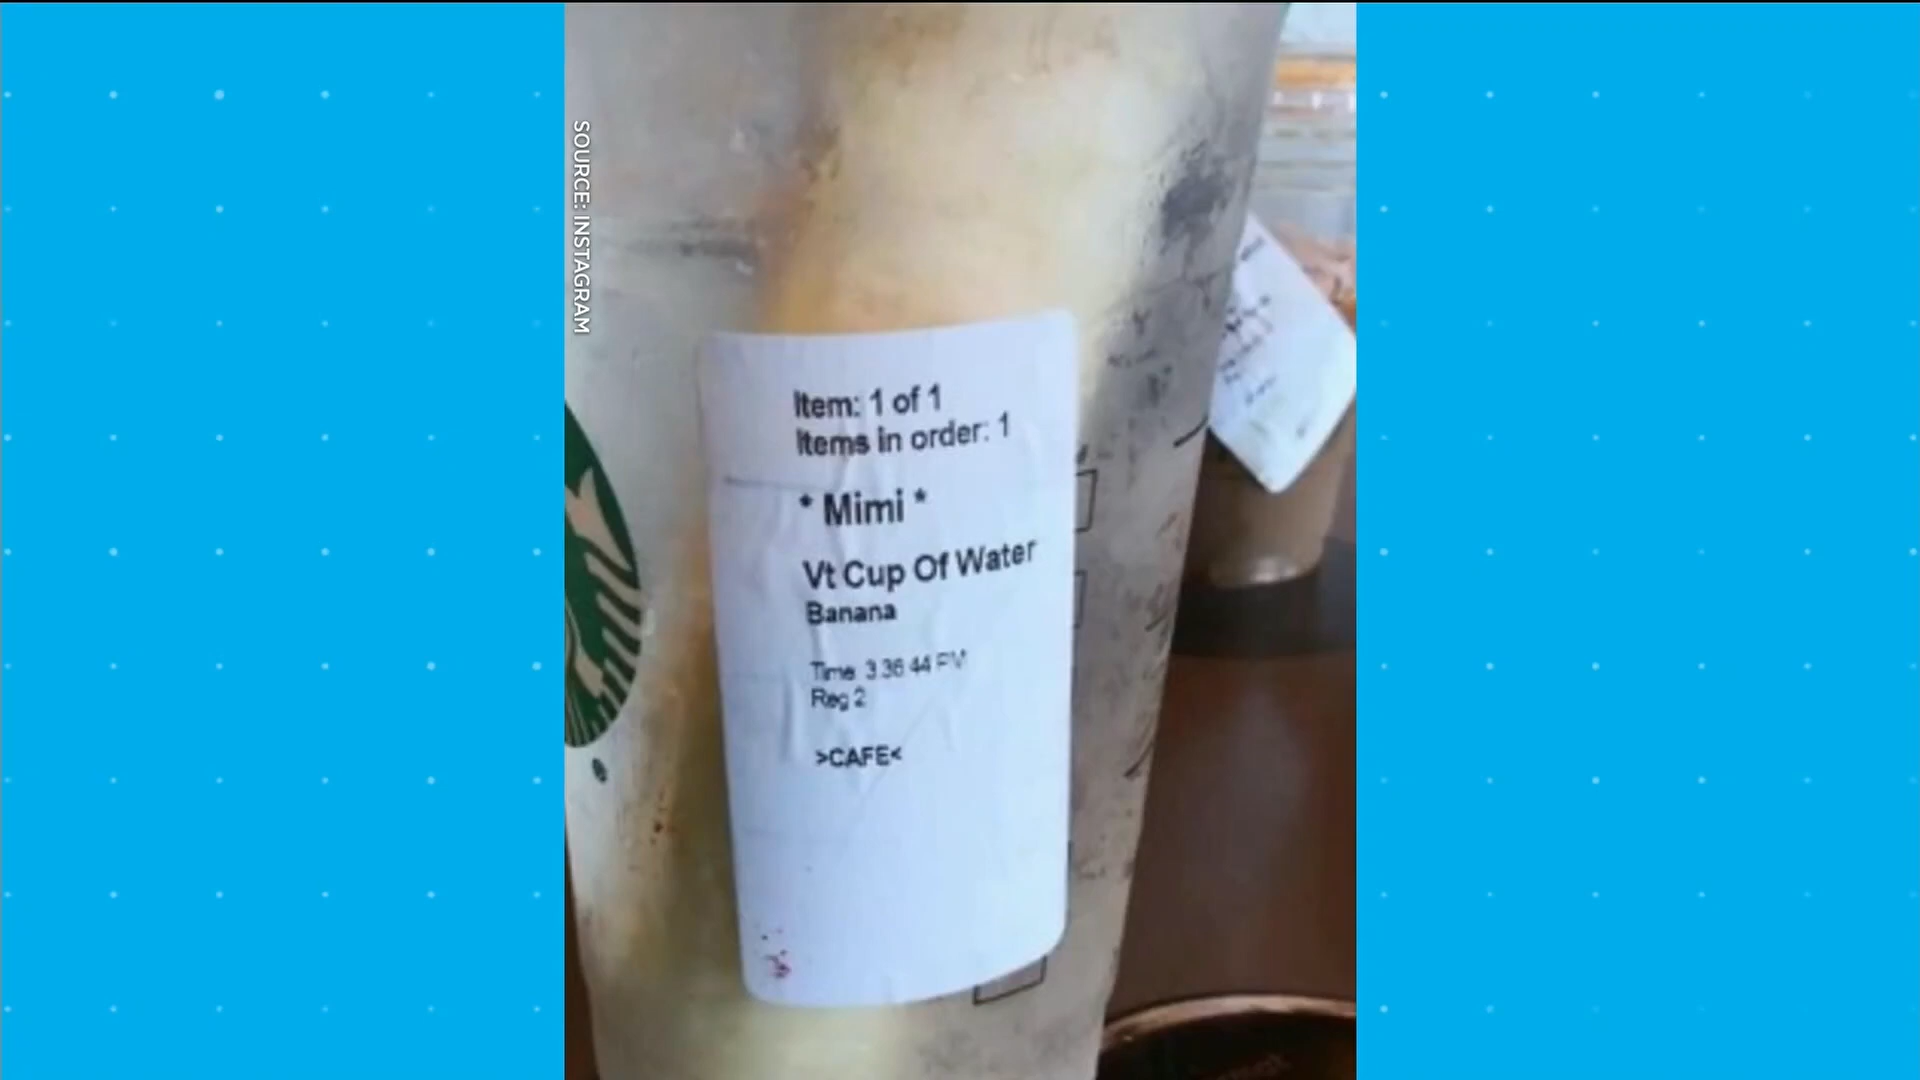 SOURCE: INSTAGRAM
Item: 1 of 1
Items in order: 1
* Mimi *
Vt Cup Of Water
Banana
Time 3:36:44 PM
Reg 2
>CAFE<